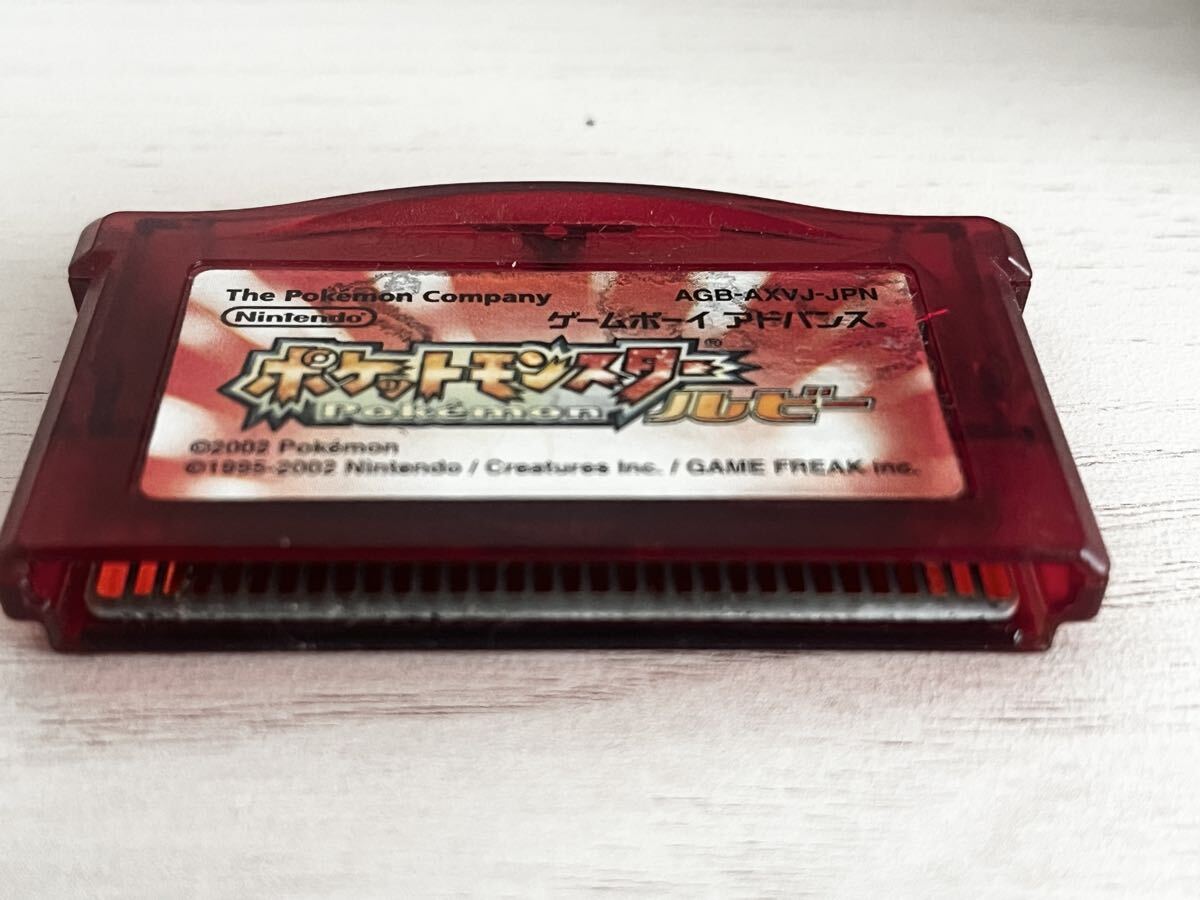 The Pokémon Company AGB-AXVJ-JPN
Nintendo ゲームボーイ アドバンス®
ポケットモンスター®
Pokémon ルビー
©2002 Pokémon
©1995-2002 Nintendo / Creatures Inc. / GAME FREAK Inc.